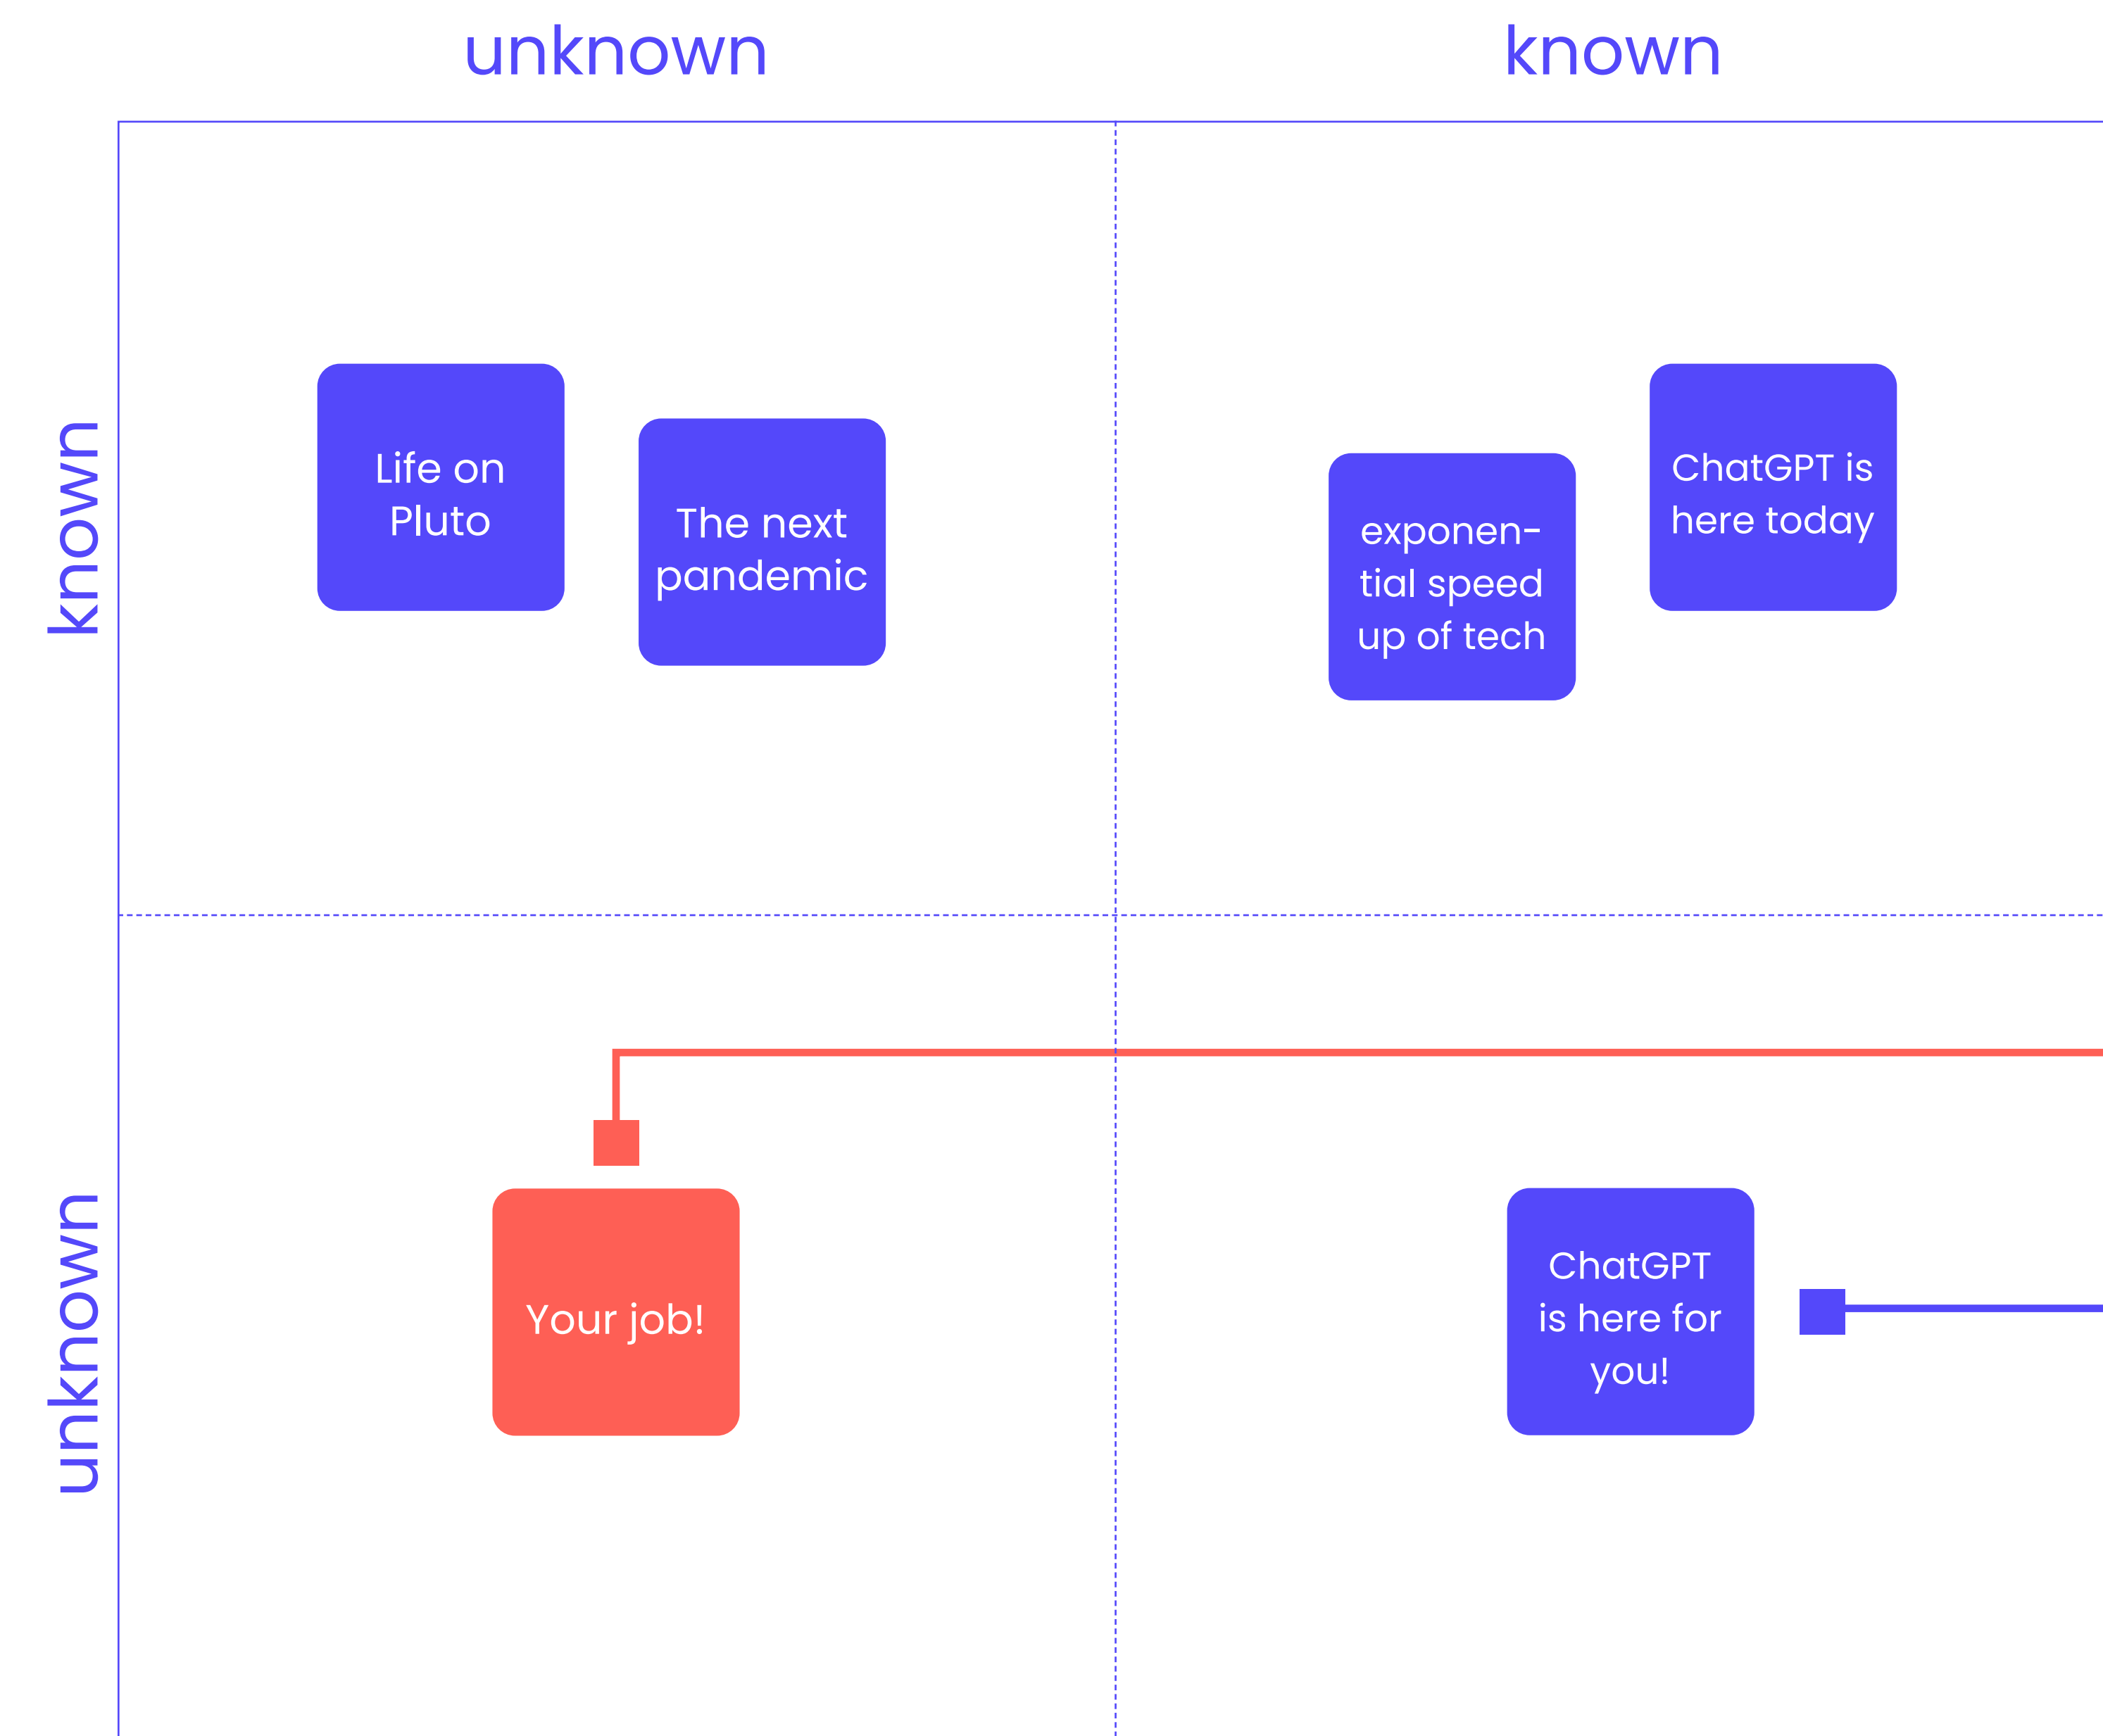 unknown
known
known
Life on
Pluto
The next
pandemic
exponen-
tial speed
up of tech
ChatGPT is
here today
unknown
Your job!
ChatGPT
is here for
you!